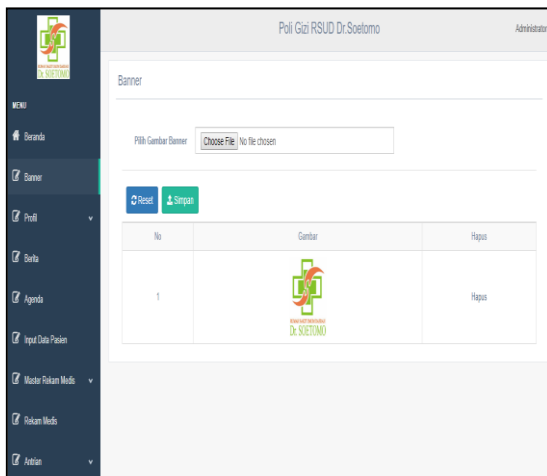 Poli Gizi RSUD Dr.Soetomo
Administrator
Dr. SOETOMO
MENU
Beranda
Banner
Profil
Berita
Agenda
Input Data Pasien
Master Rekam Medis
Rekam Medis
Antrian
Banner
Pilih Gambar Banner
Choose File No file chosen
Reset Simpan
No Gambar Hapus
1 Hapus
Dr. SOETOMO